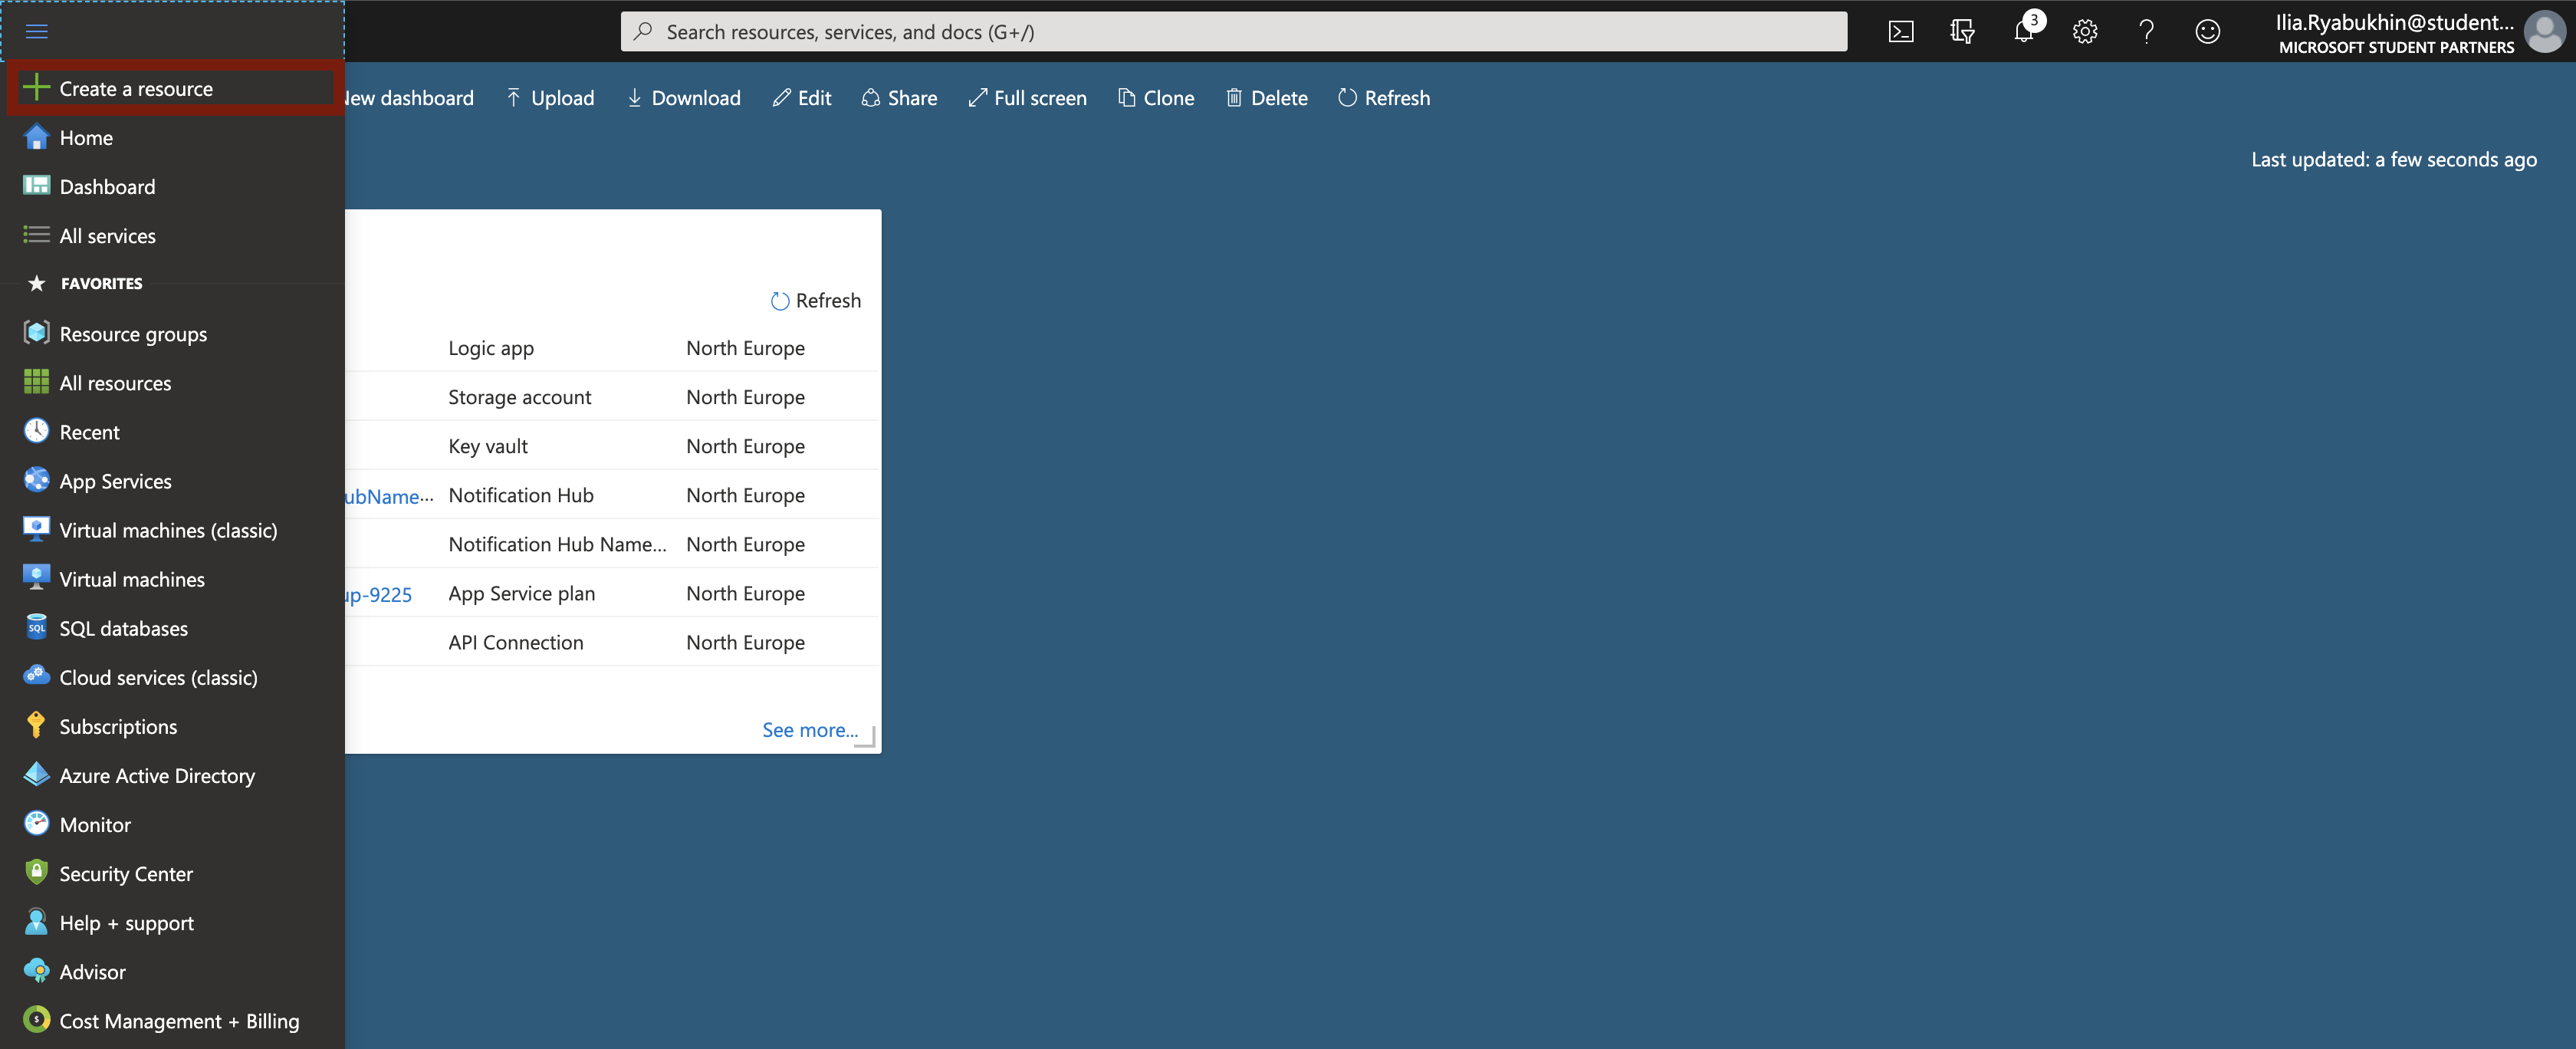 Search resources, services, and docs (G+/)
3
Ilia.Ryabukhin@student...
MICROSOFT STUDENT PARTNERS
Create a resource
Home
Dashboard
All services
FAVORITES
Resource groups
All resources
Recent
App Services
Virtual machines (classic)
Virtual machines
SQL databases
Cloud services (classic)
Subscriptions
Azure Active Directory
Monitor
Security Center
Help + support
Advisor
Cost Management + Billing
New dashboard Upload Download Edit Share Full screen Clone Delete Refresh
Last updated: a few seconds ago
Refresh
Logic app North Europe
Storage account North Europe
Key vault North Europe
ubName... Notification Hub North Europe
Notification Hub Name... North Europe
up-9225 App Service plan North Europe
API Connection North Europe
See more...